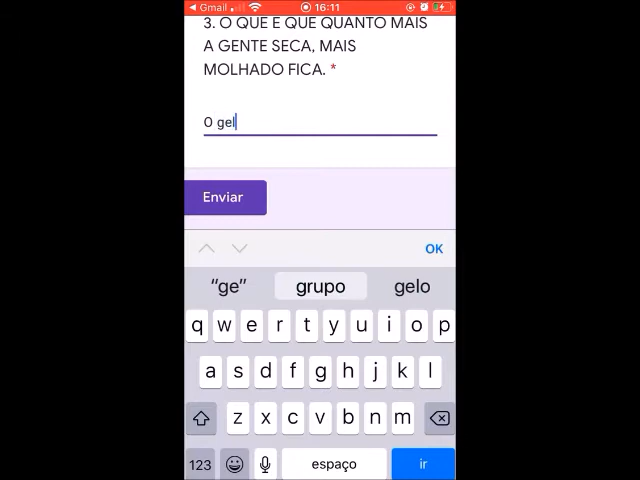 ◀ Gmail 16:11
3. O QUE E QUE QUANTO MAIS
A GENTE SECA, MAIS
MOLHADO FICA. *
O gel
Enviar
OK
“ge” grupo gelo
q w e r t y u i o p
a s d f g h j k l
z x c v b n m
123 espaço ir